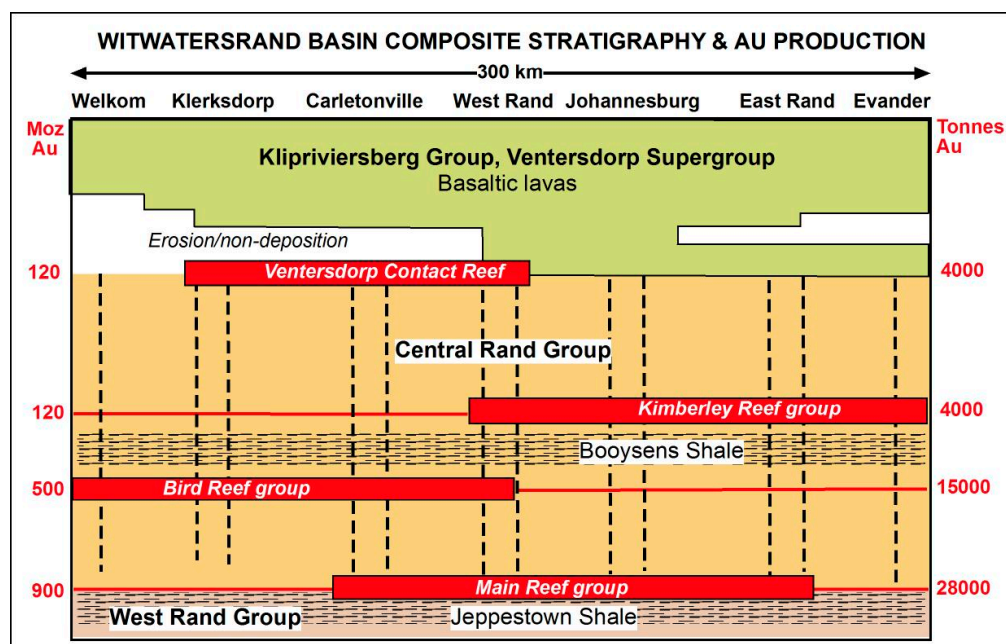 WITWATERSRAND BASIN COMPOSITE STRATIGRAPHY & AU PRODUCTION
300 km
Welkom Klerksdorp Carletonville West Rand Johannesburg East Rand Evander
Moz
Au
Tonnes
Au
Klipriviersberg Group, Ventersdorp Supergroup
Basaltic lavas
Erosion/non-deposition
120 Ventersdorp Contact Reef 4000
Central Rand Group
120 Kimberley Reef group 4000
Booysens Shale
500 Bird Reef group 15000
900 Main Reef group 28000
West Rand Group Jeppestown Shale